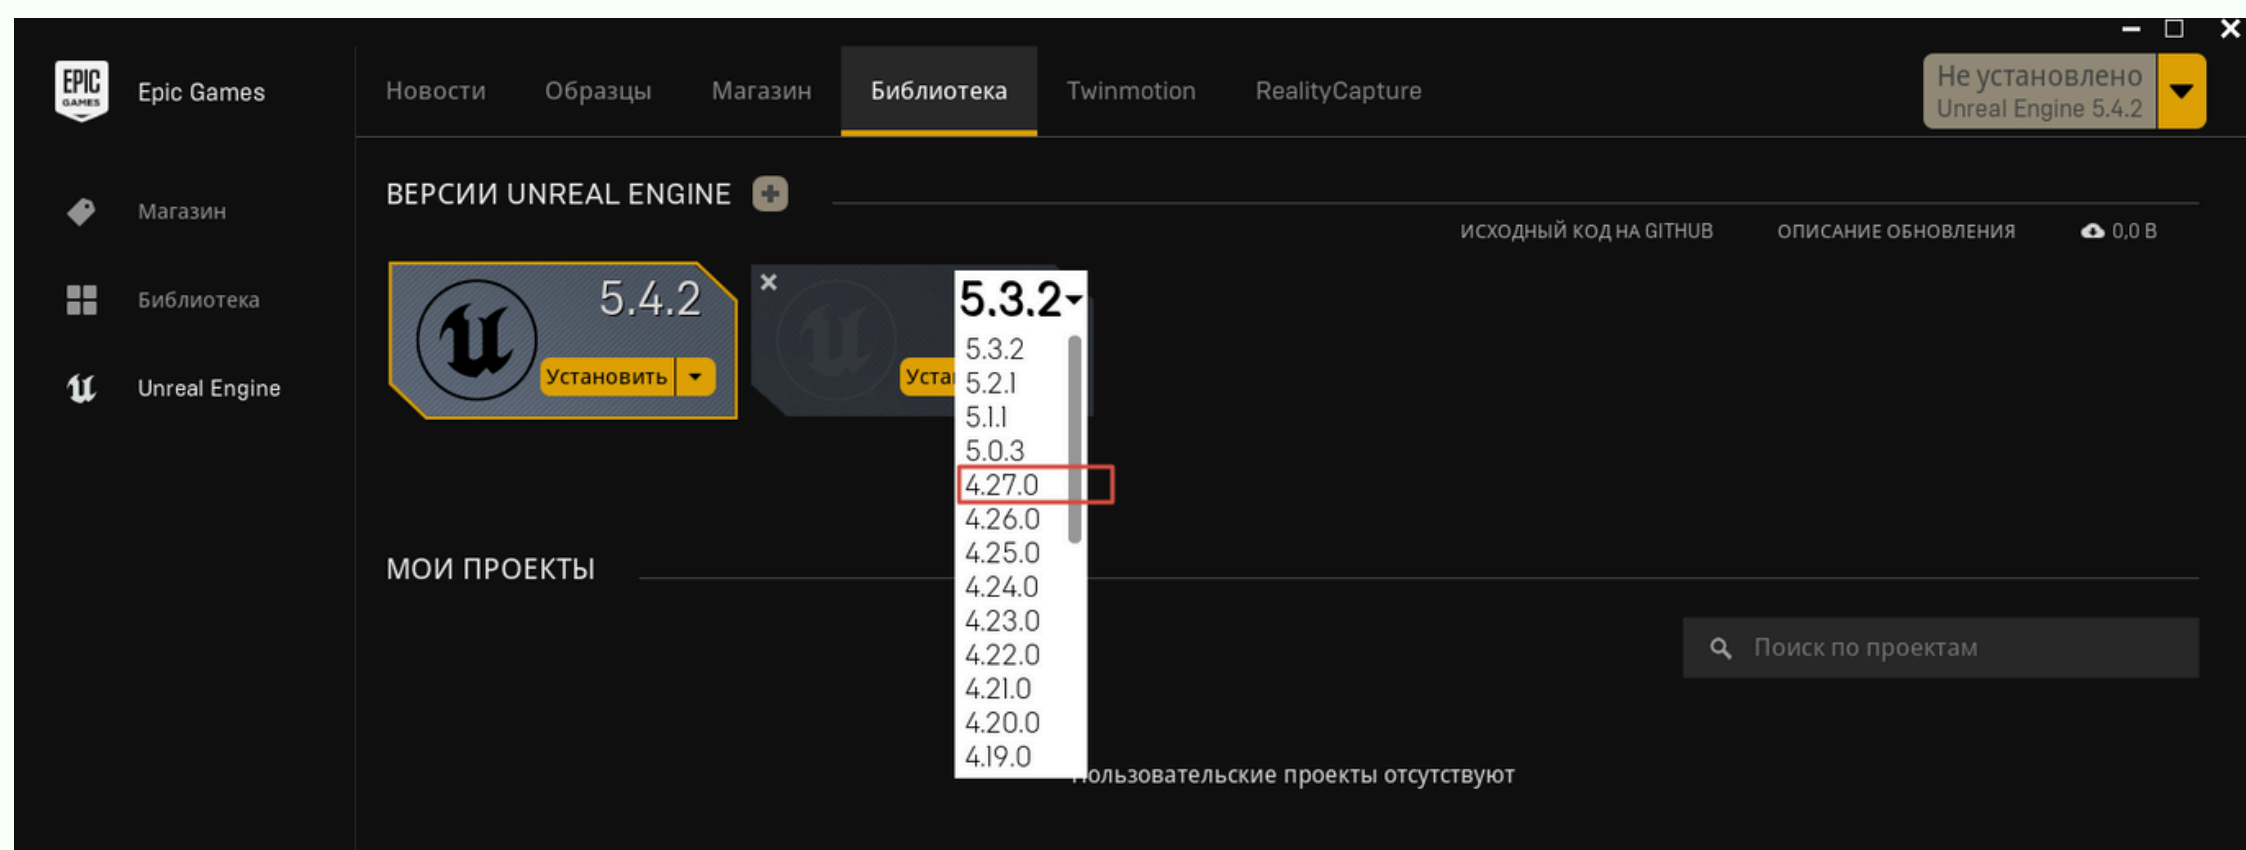 EPIC
GAMES
Epic Games
Новости
Образцы
Магазин
Библиотека
Twinmotion
RealityCapture
Не установлено
Unreal Engine 5.4.2
Магазин
Библиотека
Unreal Engine
ВЕРСИИ UNREAL ENGINE
ИСХОДНЫЙ КОД НА GITHUB
ОПИСАНИЕ ОБНОВЛЕНИЯ
0,0 B
5.4.2
Установить
Уста
5.3.2
5.3.2
5.2.1
5.1.1
5.0.3
4.27.0
4.26.0
4.25.0
4.24.0
4.23.0
4.22.0
4.21.0
4.20.0
4.19.0
МОИ ПРОЕКТЫ
Поиск по проектам
Пользовательские проекты отсутствуют